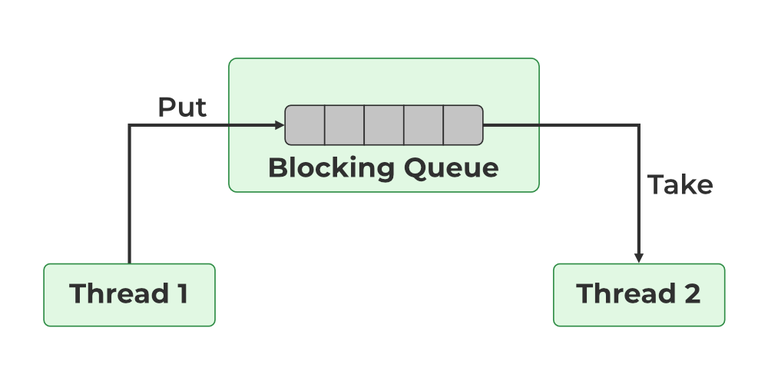 Put
Blocking Queue
Take
Thread 1
Thread 2